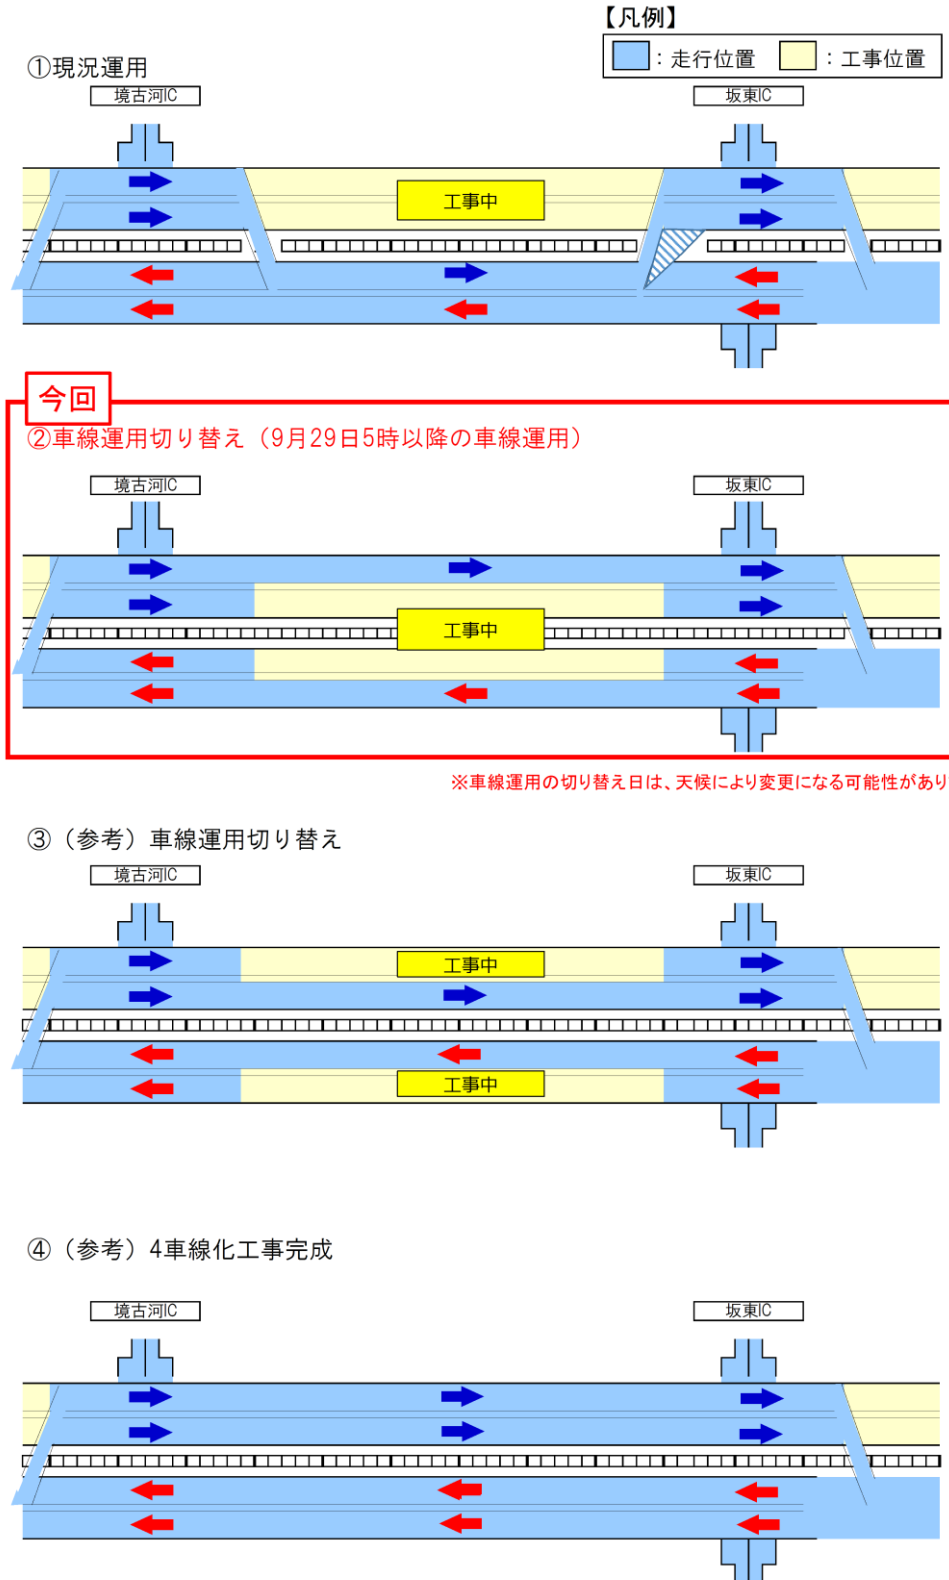 【凡例】
：走行位置
：工事位置
①現況運用
境古河IC
坂東IC
工事中
今回
②車線運用切り替え（9月29日5時以降の車線運用）
境古河IC
坂東IC
工事中
※車線運用の切り替え日は、天候により変更になる可能性があり
③（参考）車線運用切り替え
境古河IC
坂東IC
工事中
工事中
④（参考）4車線化工事完成
境古河IC
坂東IC